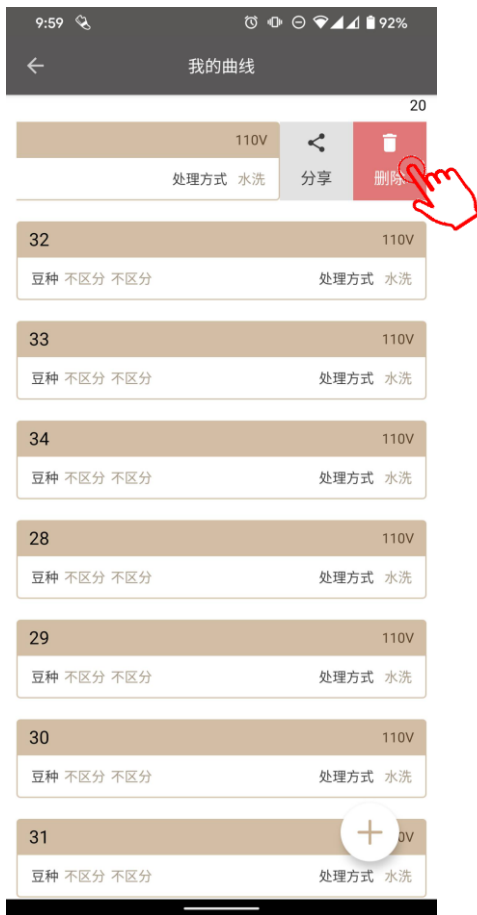 9:59 92%
我的曲线
20
110V
处理方式 水洗
分享 删除
32 110V
豆种 不区分 不区分 处理方式 水洗
33 110V
豆种 不区分 不区分 处理方式 水洗
34 110V
豆种 不区分 不区分 处理方式 水洗
28 110V
豆种 不区分 不区分 处理方式 水洗
29 110V
豆种 不区分 不区分 处理方式 水洗
30 110V
豆种 不区分 不区分 处理方式 水洗
31 0V
豆种 不区分 不区分 处理方式 水洗